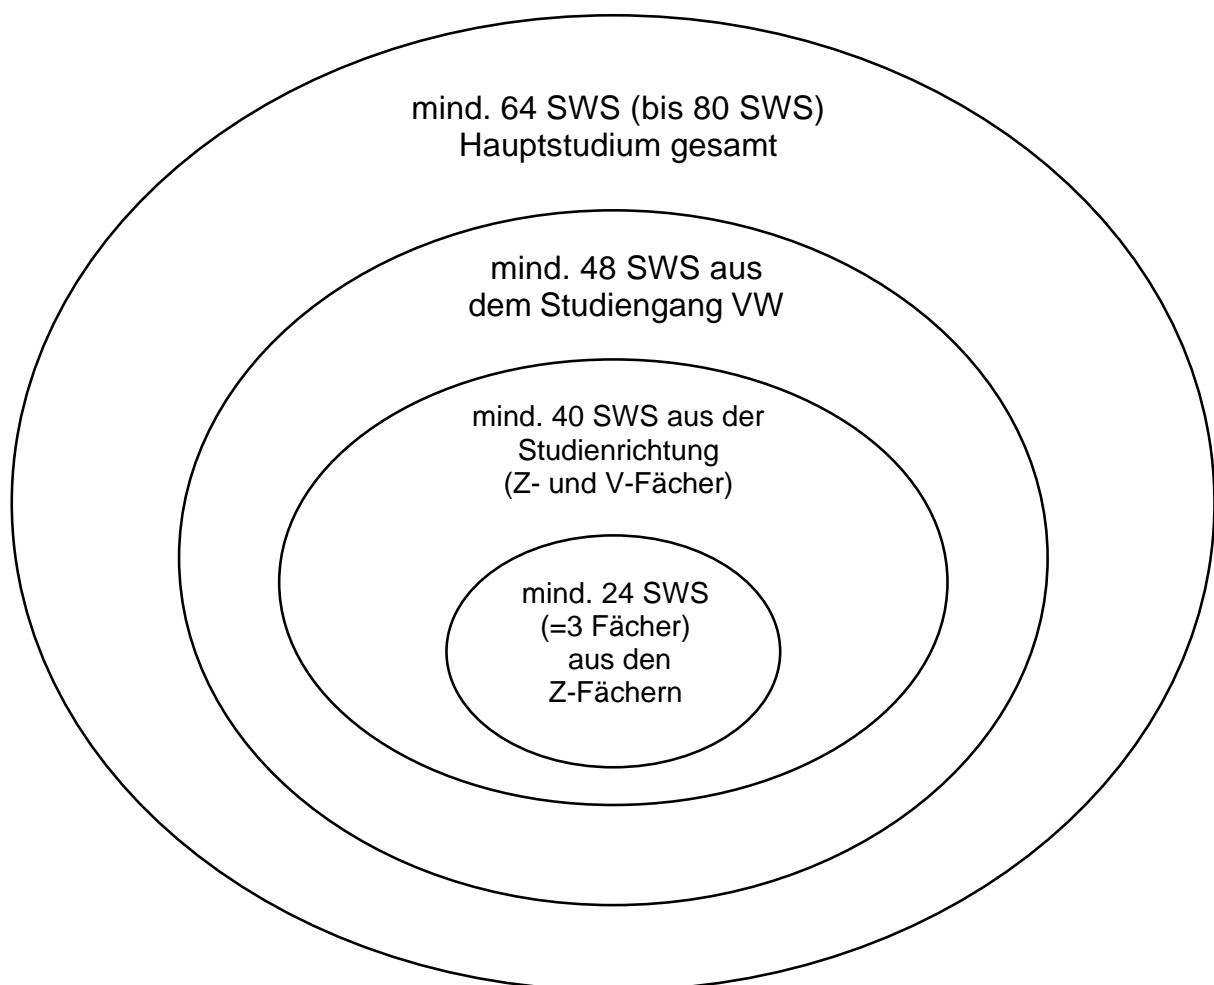 mind. 64 SWS (bis 80 SWS)
Hauptstudium gesamt
mind. 48 SWS aus
dem Studiengang VW
mind. 40 SWS aus der
Studienrichtung
(Z- und V-Fächer)
mind. 24 SWS
(=3 Fächer)
aus den
Z-Fächern